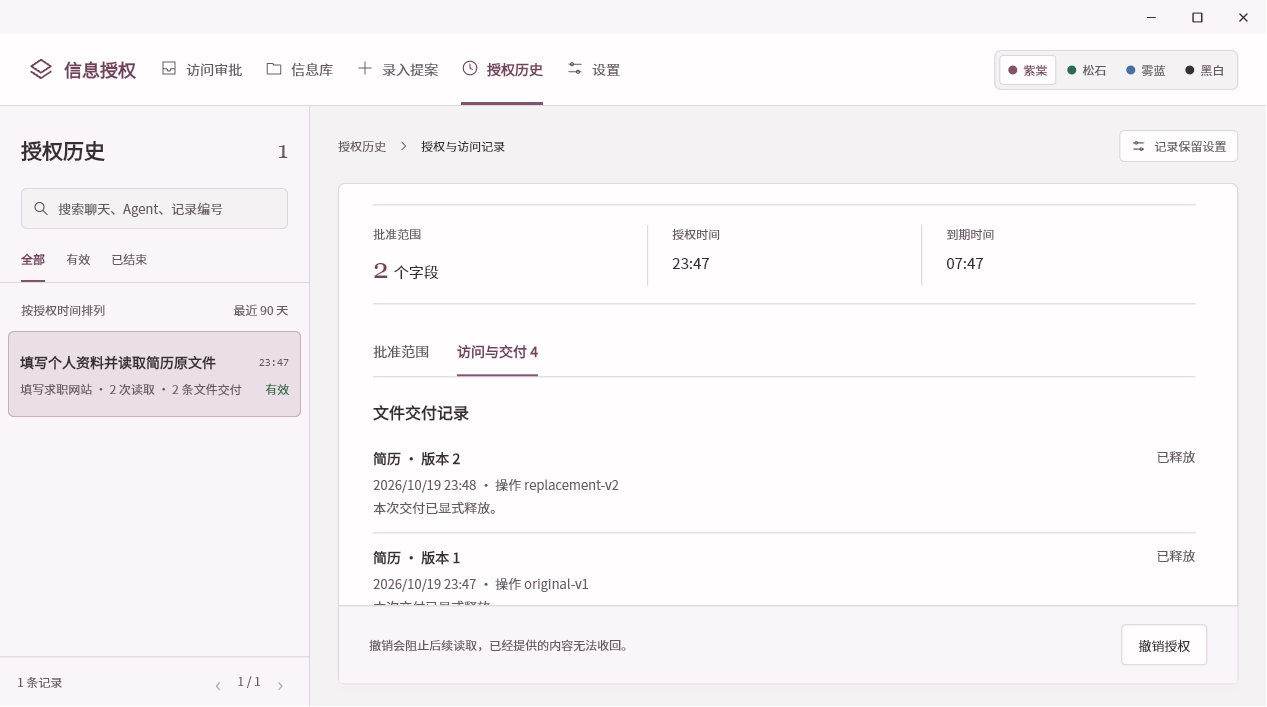 信息授权
访问审批
信息库
录入提案
授权历史
设置
紫棠
松石
雾蓝
黑白
授权历史
1
搜索聊天、Agent、记录编号
全部
有效
已结束
按授权时间排列
最近 90 天
填写个人资料并读取简历原文件
23:47
填写求职网站 · 2 次读取 · 2 条文件交付
有效
1 条记录
‹ 1 / 1 ›
授权历史 > 授权与访问记录
记录保留设置
批准范围
2 个字段
授权时间
23:47
到期时间
07:47
批准范围
访问与交付 4
文件交付记录
简历 · 版本 2
已释放
2026/10/19 23:48 · 操作 replacement-v2
本次交付已显式释放。
简历 · 版本 1
已释放
2026/10/19 23:47 · 操作 original-v1
撤销会阻止后续读取，已经提供的内容无法收回。
撤销授权